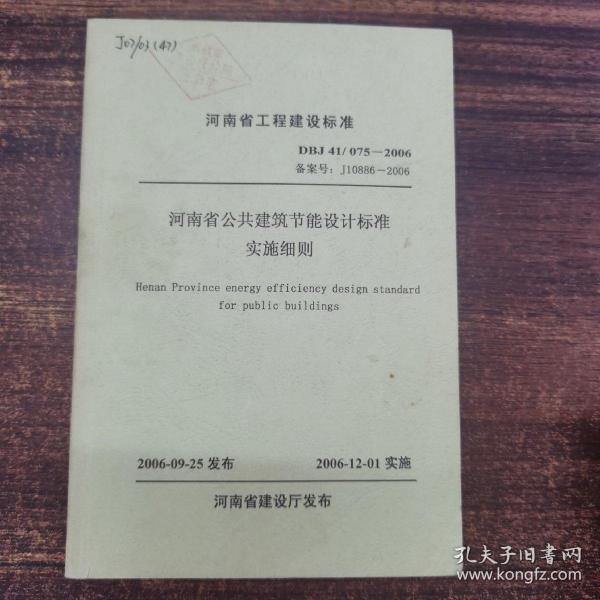 J07/03(47)
河南省工程建设标准
DBJ 41/ 075－2006
备案号：J10886－2006
河南省公共建筑节能设计标准
实施细则
Henan Province energy efficiency design standard
for public buildings
2006-09-25 发布 2006-12-01 实施
河南省建设厅发布
孔夫子旧书网
www.kongfz.com